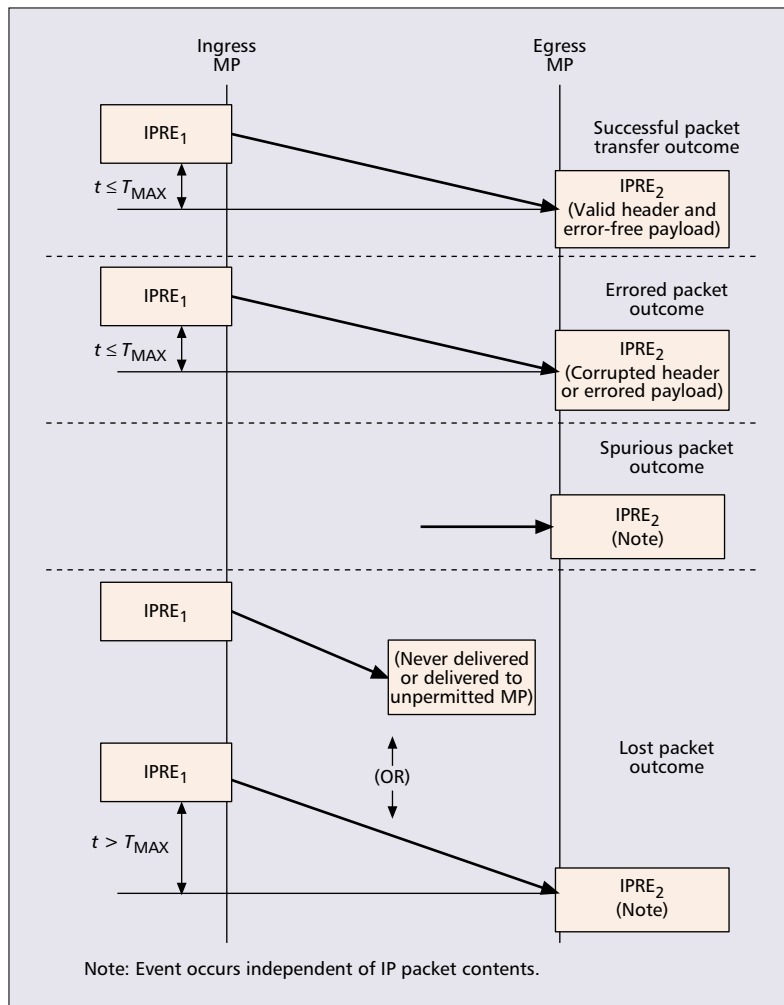 Ingress
MP
Egress
MP
IPRE1
Successful packet
transfer outcome
t ≤ TMAX
IPRE2
(Valid header and
error-free payload)
IPRE1
Errored packet
outcome
t ≤ TMAX
IPRE2
(Corrupted header
or errored payload)
Spurious packet
outcome
IPRE2
(Note)
IPRE1
(Never delivered
or delivered to
unpermitted MP)
Lost packet
outcome
IPRE1
(OR)
t > TMAX
IPRE2
(Note)
Note: Event occurs independent of IP packet contents.